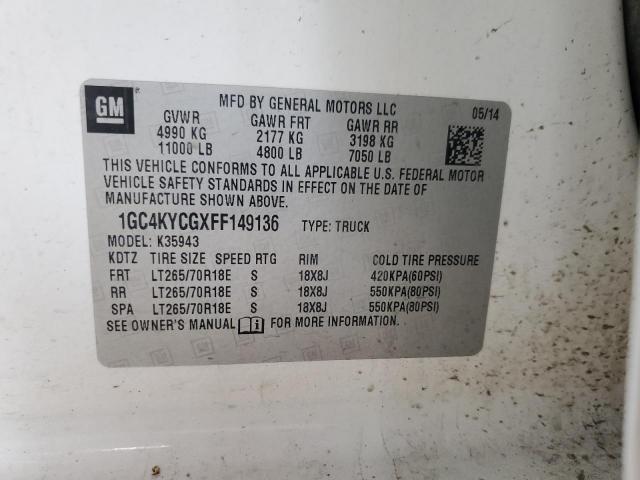 GM
MFD BY GENERAL MOTORS LLC 05/14
GVWR GAWR FRT GAWR RR
4990 KG 2177 KG 3198 KG
11000 LB 4800 LB 7050 LB
THIS VEHICLE CONFORMS TO ALL APPLICABLE U.S. FEDERAL MOTOR
VEHICLE SAFETY STANDARDS IN EFFECT ON THE DATE OF
MANUFACTURE SHOWN ABOVE.
1GC4KYCGXFF149136 TYPE: TRUCK
MODEL: K35943
KDTZ TIRE SIZE SPEED RTG RIM COLD TIRE PRESSURE
FRT LT265/70R18E S 18X8J 420KPA(60PSI)
RR LT265/70R18E S 18X8J 550KPA(80PSI)
SPA LT265/70R18E S 18X8J 550KPA(80PSI)
SEE OWNER'S MANUAL FOR MORE INFORMATION.